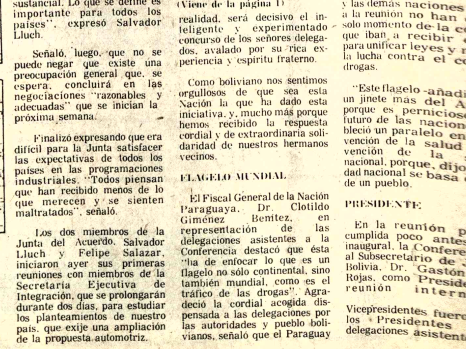 sustancial. Lo que se define es
importante para todos los
países", expresó Salvador
Lluch.
Señaló, luego, que no se
puede negar que existe una
preocupación general que, se
espera, concluirá en las
negociaciones "razonables y
adecuadas" que se inician la
próxima semana.
Finalizó expresando que era
difícil para la Junta satisfacer
las expectativas de todos los
países en las programaciones
industriales. "Todos piensan
que han recibido menos de lo
que merecen y se sienten
maltratados", señaló.
Los dos miembros de la
Junta del Acuerdo, Salvador
Lluch y Felipe Salazar,
iniciaron ayer sus primeras
reuniones con miembros de la
Secretaría Ejecutiva de
Integración, que se prolongarán
durante dos días, para estudiar
los planteamientos de nuestro
país, que exije una ampliación
de la propuesta automotriz.
(Viene de la página 1)
realidad, será decisivo el in-
teligente y experimentado
concurso de los señores delega-
dos, avalado por su rica ex-
periencia y espíritu fraterno.
Como boliviano nos sentimos
orgullosos de que sea esta
Nación la que ha dado esta
iniciativa, y, mucho más porque
hemos recibido la respuesta
cordial y de extraordinaria soli-
daridad de nuestros hermanos
vecinos.
FLAGELO MUNDIAL
El Fiscal General de la Nación
Paraguaya, Dr. Clotildo
Giménez Benítez, en
representación de las
delegaciones asistentes a la
Conferencia destacó que ésta
"ha de enfocar lo que es un
flagelo no sólo continental, sino
también mundial, como es el
tráfico de las drogas". Agra-
deció la cordial acogida dis-
pensada a las delegaciones por
las autoridades y pueblo boli-
vianos, señaló que el Paraguay
y las demás naciones
a la reunión no han
solo momento de la co
que iban a recibir
para unificar leyes y r
la lucha contra el co
drogas.
"Este flagelo -añadi
un jinete más del A
porque es pernicioso
futuro de las nacion
bleció un paralelo en
vención de la salud
vención de la
nacional, porque, dijo
dad nacional se basa e
de un pueblo.
PRESIDENTE
En la reunión p
cumplida poco antes
inaugural, la Confere
al Subsecretario de
Bolivia, Dr. Gastón
Rojas, como Preside
reunión intern
Vicepresidentes fuero
los Presidentes
delegaciones asistent